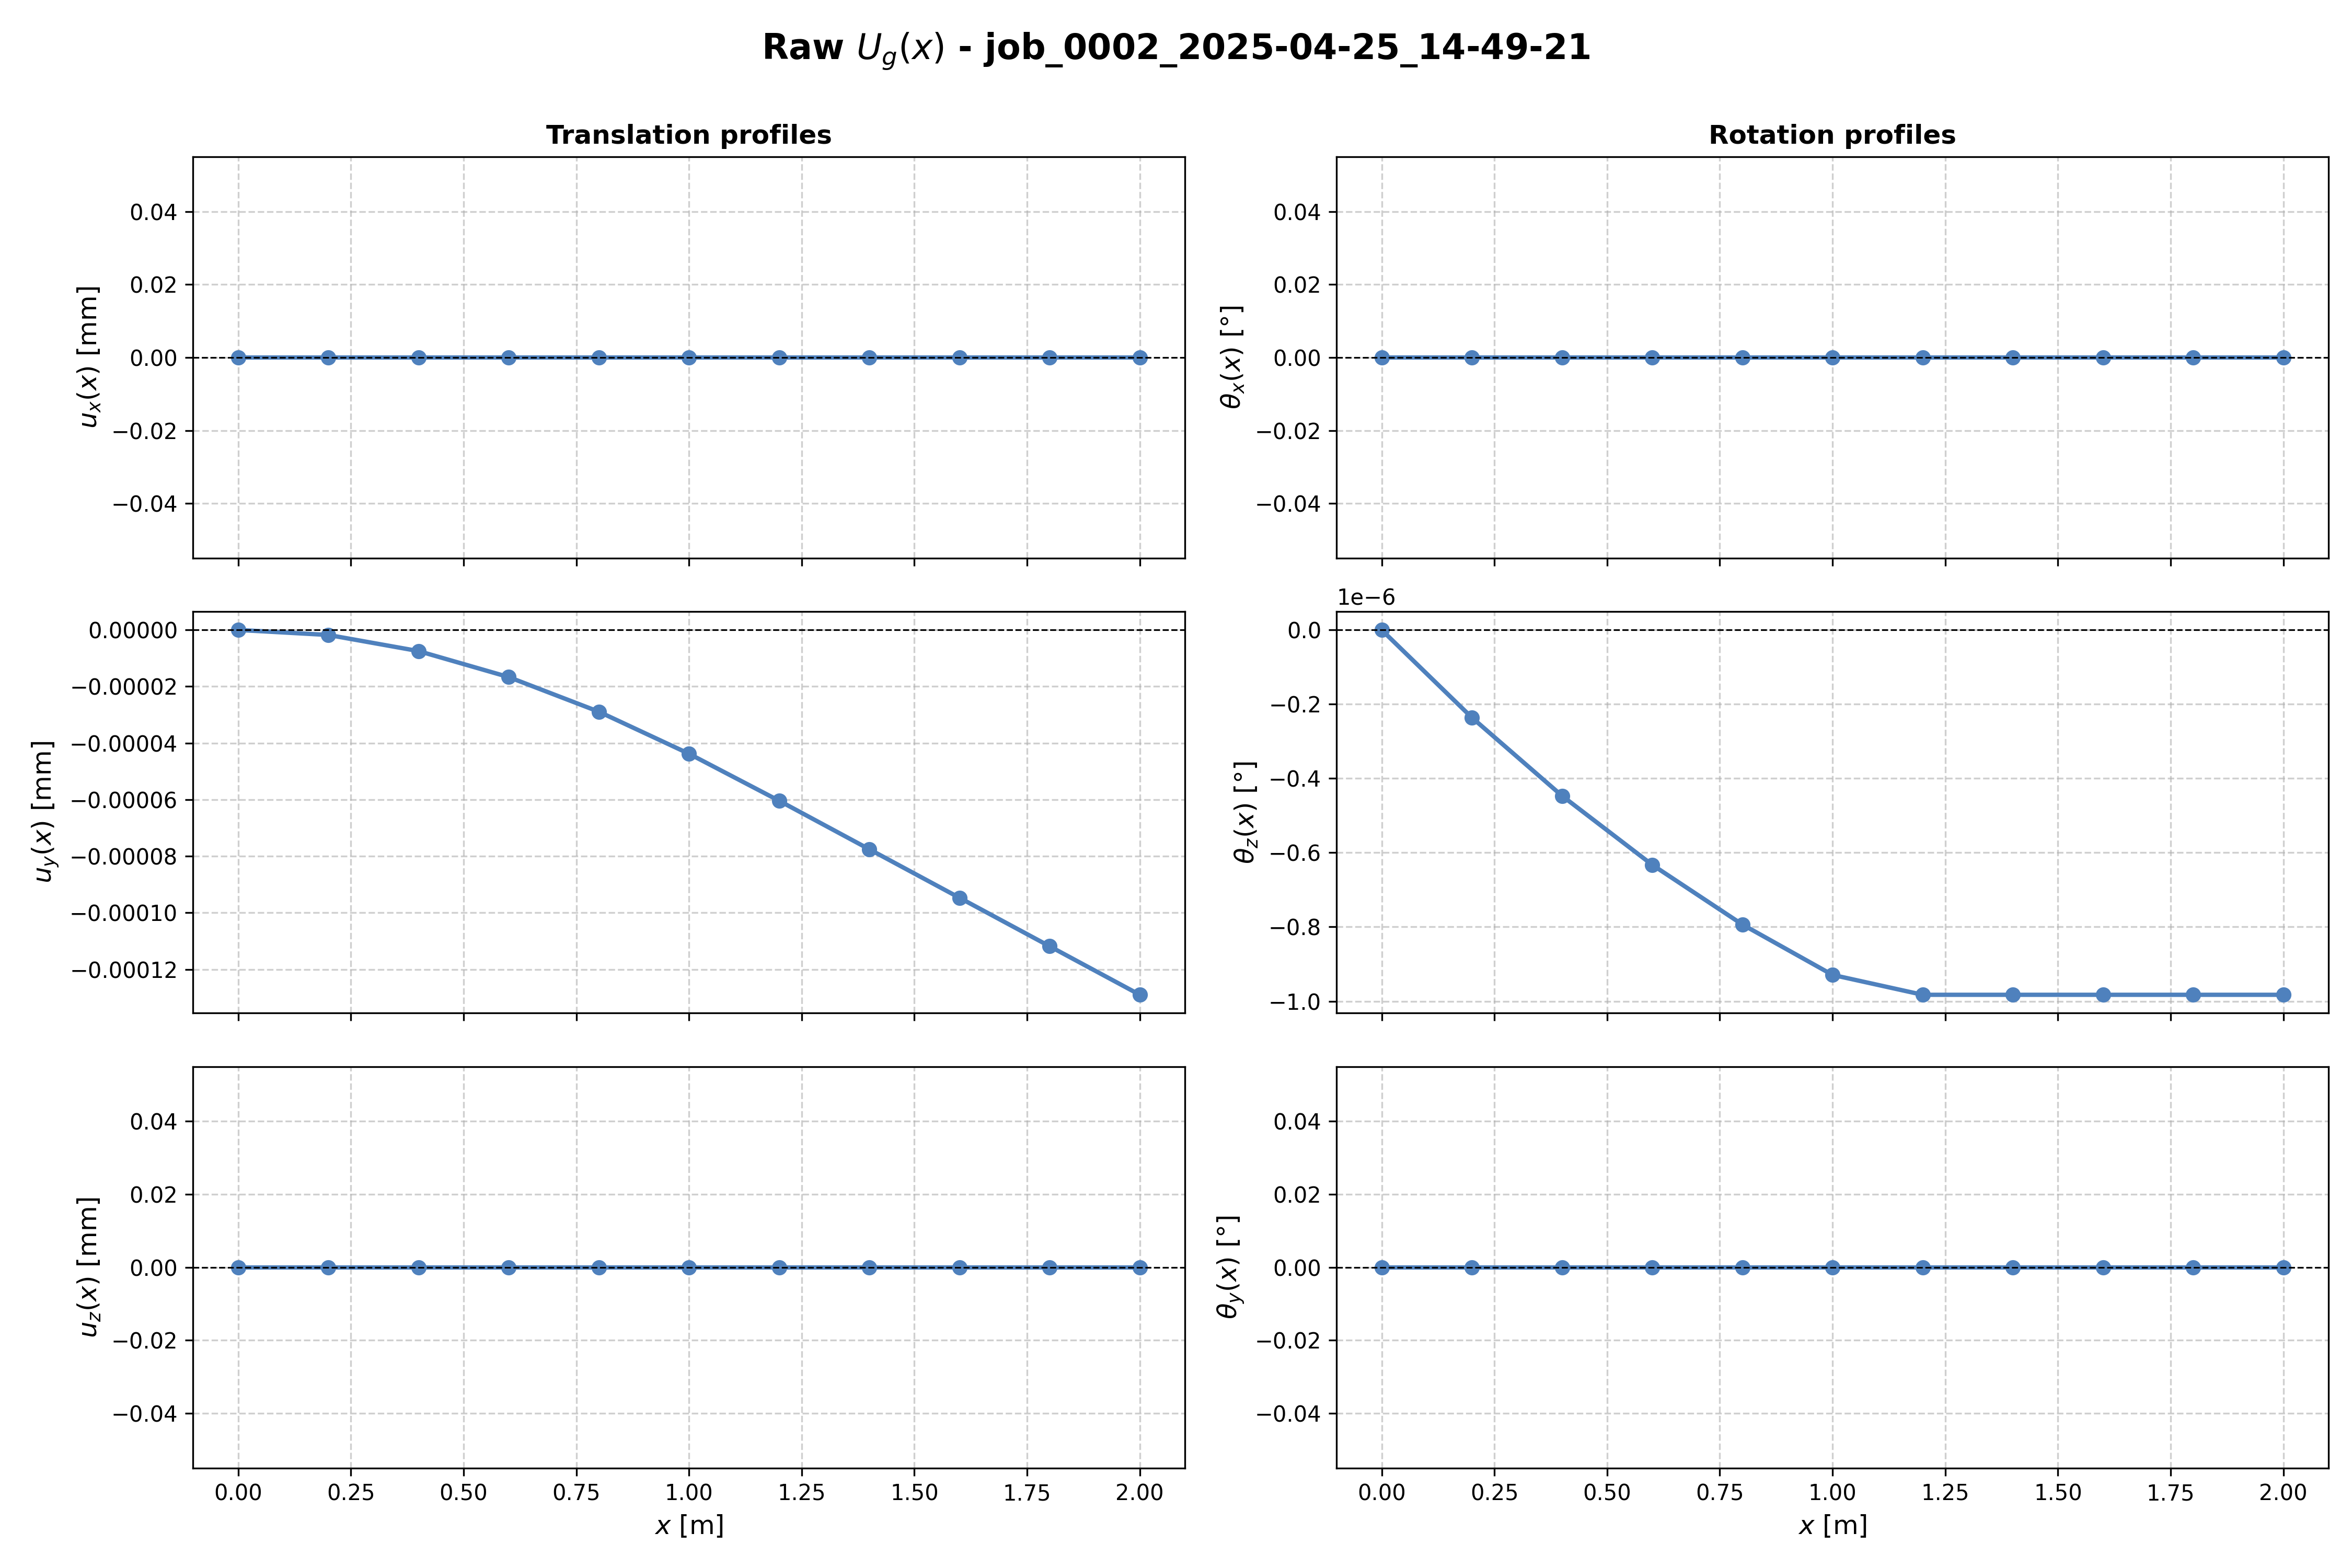 Raw U_g(x) - job_0002_2025-04-25_14-49-21
Translation profiles
Rotation profiles
0.04
0.02
0.00
−0.02
−0.04
u_x(x) [mm]
0.04
0.02
0.00
−0.02
−0.04
θ_x(x) [°]
0.00000
−0.00002
−0.00004
−0.00006
−0.00008
−0.00010
−0.00012
u_y(x) [mm]
1e−6
0.0
−0.2
−0.4
−0.6
−0.8
−1.0
θ_z(x) [°]
0.04
0.02
0.00
−0.02
−0.04
u_z(x) [mm]
0.00 0.25 0.50 0.75 1.00 1.25 1.50 1.75 2.00
x [m]
0.04
0.02
0.00
−0.02
−0.04
θ_y(x) [°]
0.00 0.25 0.50 0.75 1.00 1.25 1.50 1.75 2.00
x [m]